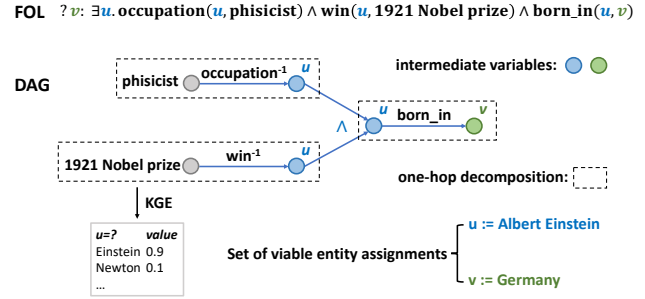 FOL ? v: ∃u. occupation(u, phisicist) ∧ win(u, 1921 Nobel prize) ∧ born_in(u, v)
DAG
phisicist occupation⁻¹ u
intermediate variables:
∧ u born_in v
1921 Nobel prize win⁻¹ u
one-hop decomposition:
KGE
u=? value
Einstein 0.9
Newton 0.1
...
Set of viable entity assignments
u := Albert Einstein
v := Germany